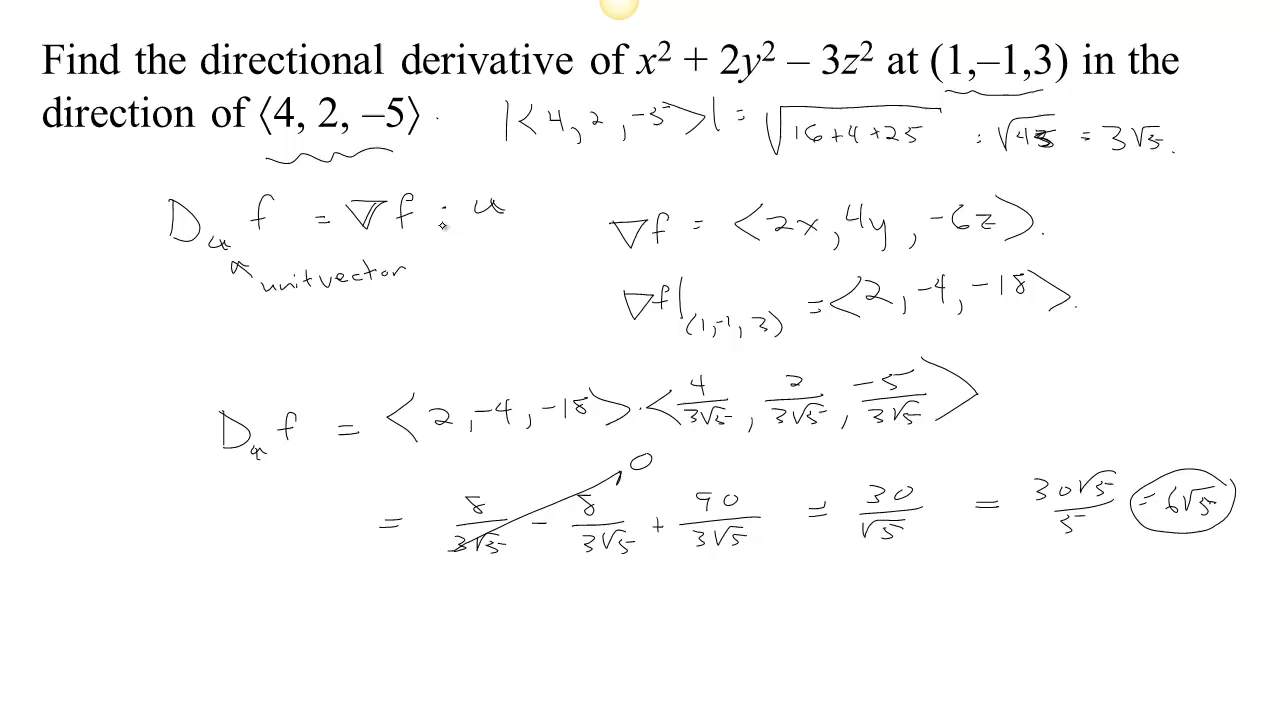 Find the directional derivative of x² + 2y² – 3z² at (1,–1,3) in the
direction of ⟨4, 2, –5⟩ . |<4, 2, -5>| = √(16+4+25) = √45 = 3√5.
D_u f = ∇f · u
unit vector
∇f = <2x, 4y, -6z>.
∇f|_(1,-1,3) = <2, -4, -18>.
D_u f = <2, -4, -18> · <4/3√5, 2/3√5, -5/3√5>
= 8/3√5 - 8/3√5 + 90/3√5 = 30/√5 = 30√5/5 = 6√5
0